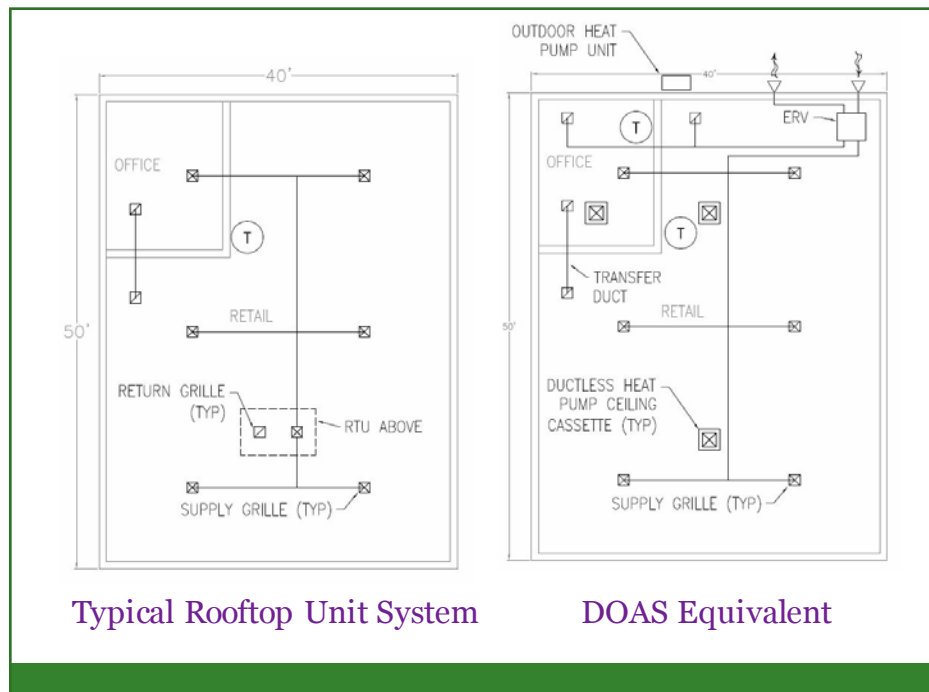 40'
OFFICE
T
RETAIL
50'
RETURN GRILLE
(TYP)
RTU ABOVE
SUPPLY GRILLE (TYP)
Typical Rooftop Unit System
OUTDOOR HEAT
PUMP UNIT
40'
ERV
T
OFFICE
T
TRANSFER
DUCT
RETAIL
50'
DUCTLESS HEAT
PUMP CEILING
CASSETTE (TYP)
SUPPLY GRILLE (TYP)
DOAS Equivalent